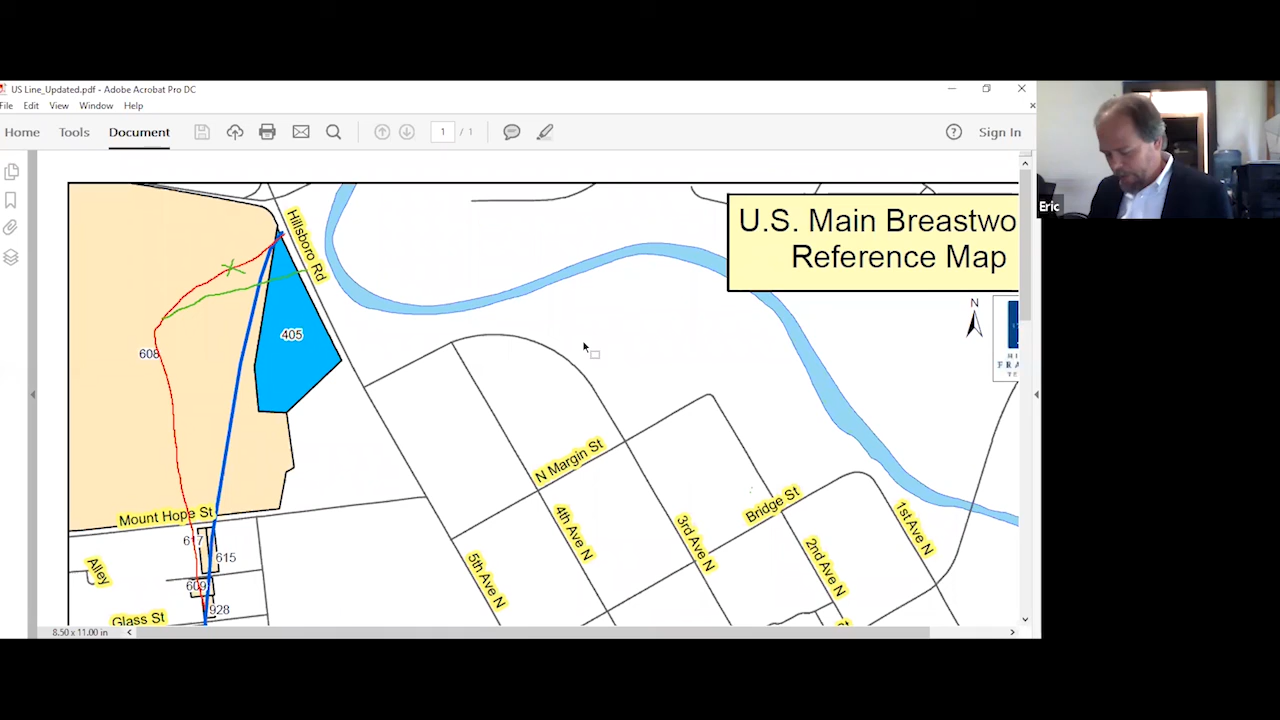 US Line_Updated.pdf - Adobe Acrobat Pro DC
File Edit View Window Help
Home Tools Document 1 / 1 ? Sign In
Eric
U.S. Main Breastwo
Reference Map
Hillsboro Rd
N
405
608
N Margin St
Bridge St
Mount Hope St
4th Ave N
3rd Ave N
1st Ave N
617
615
5th Ave N
2nd Ave N
Alley
609
928
Glass St
8.50 x 11.00 in